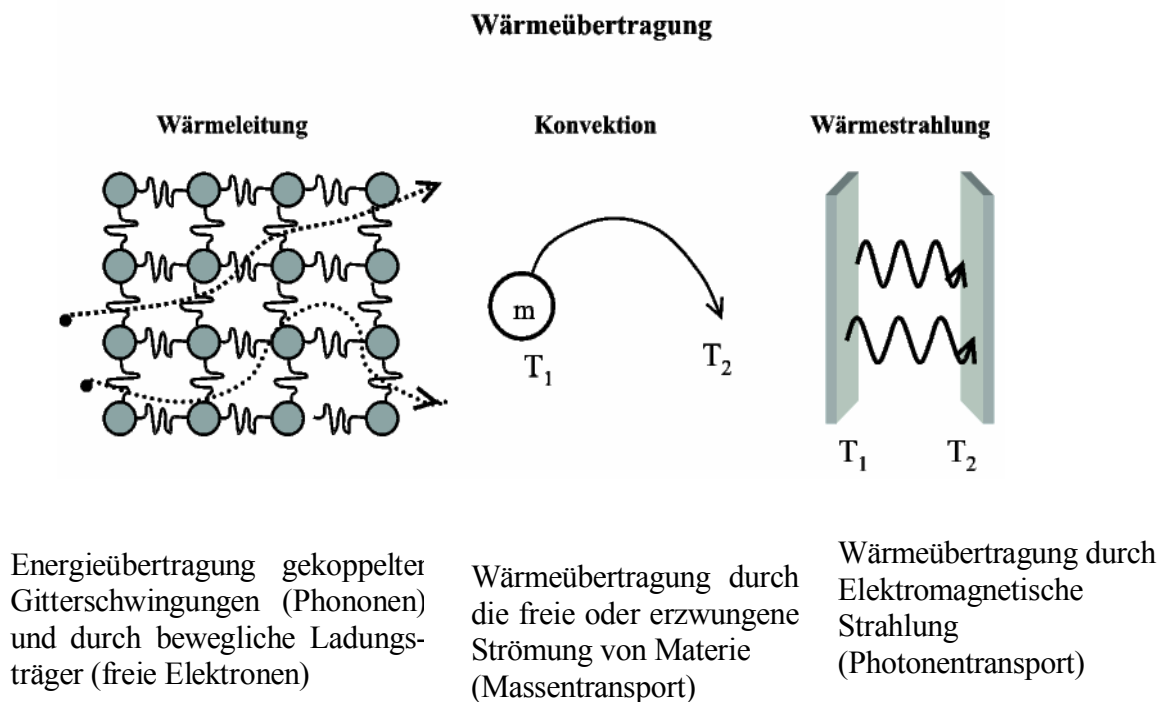 Wärmeübertragung
Wärmeleitung
Konvektion
Wärmestrahlung
m
T1
T2
T1
T2
Energieübertragung gekoppelter
Gitterschwingungen (Phononen)
und durch bewegliche Ladungs-
träger (freie Elektronen)
Wärmeübertragung durch
die freie oder erzwungene
Strömung von Materie
(Massentransport)
Wärmeübertragung durch
Elektromagnetische
Strahlung
(Photonentransport)